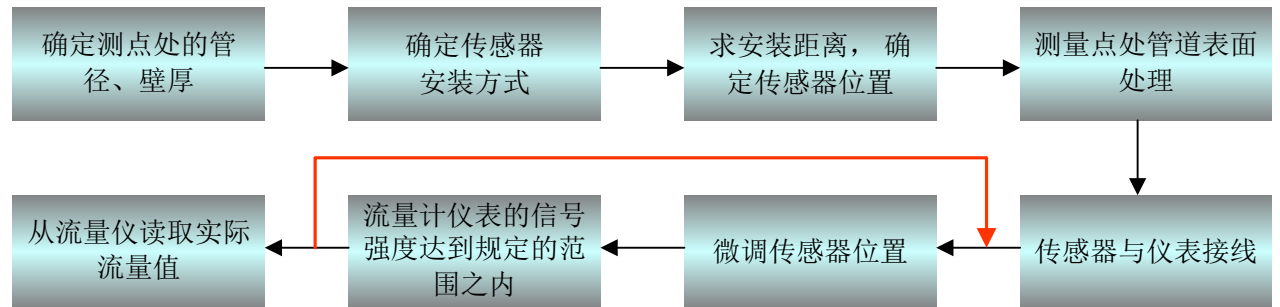 确定测点处的管
径、壁厚
确定传感器
安装方式
求安装距离， 确
定传感器位置
测量点处管道表面
处理
传感器与仪表接线
微调传感器位置
流量计仪表的信号
强度达到规定的范
围之内
从流量仪读取实际
流量值